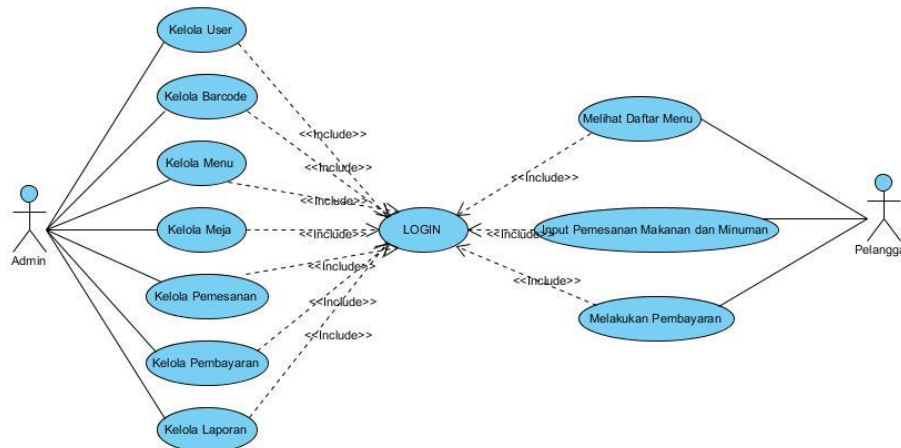 Kelola User
Kelola Barcode
Kelola Menu
Kelola Meja
Kelola Pemesanan
Kelola Pembayaran
Kelola Laporan
Admin
<<Include>>
<<Include>>
<<Include>>
<<Include>>
<<Include>>
<<Include>>
<<Include>>
LOGIN
<<Include>>
<<Include>>
<<Include>>
Melihat Daftar Menu
Input Pemesanan Makanan dan Minuman
Melakukan Pembayaran
Pelangga